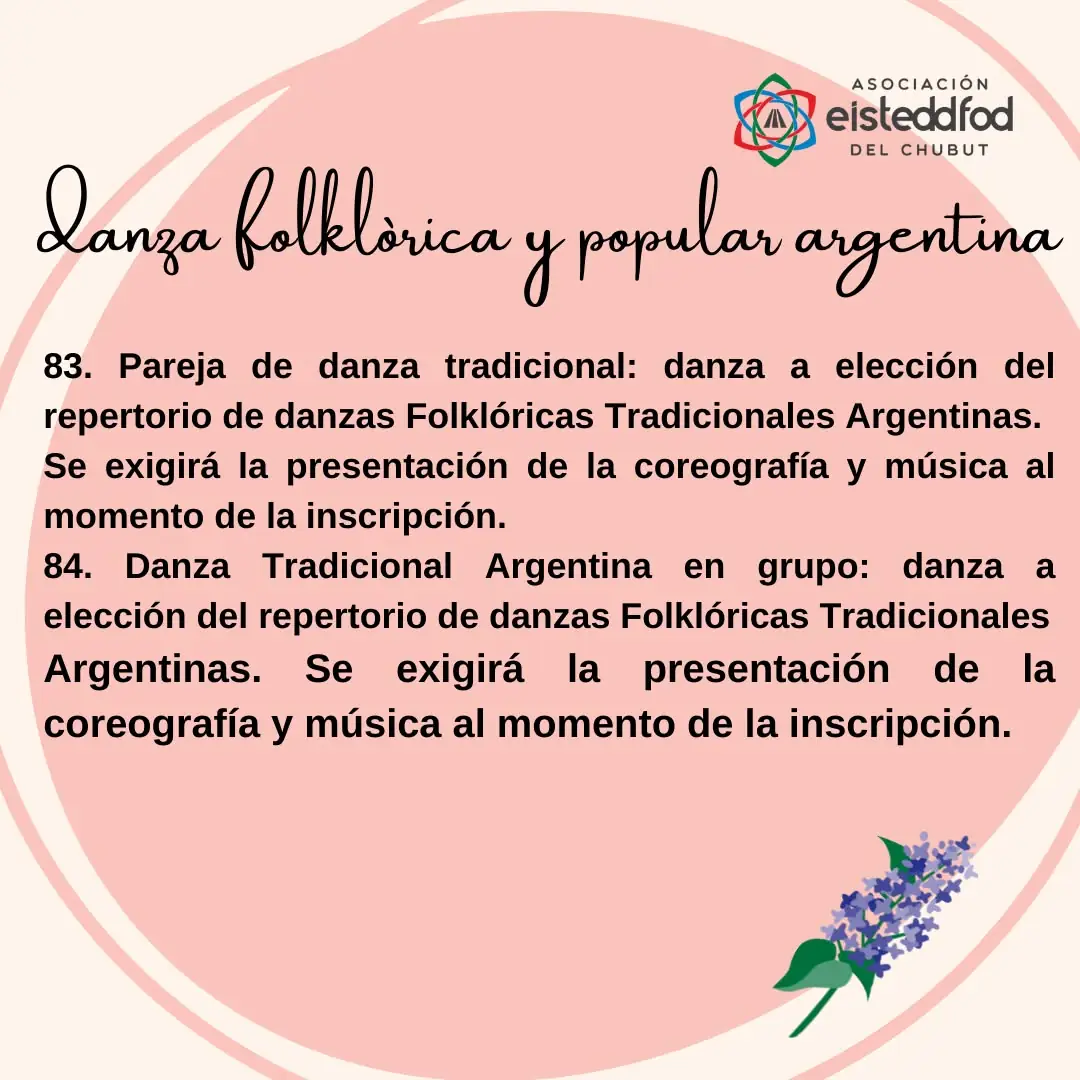 ASOCIACIÓN
eisteddfod
DEL CHUBUT
danza folklòrica y popular argentina
83. Pareja de danza tradicional: danza a elección del
repertorio de danzas Folklóricas Tradicionales Argentinas.
Se exigirá la presentación de la coreografía y música al
momento de la inscripción.
84. Danza Tradicional Argentina en grupo: danza a
elección del repertorio de danzas Folklóricas Tradicionales
Argentinas. Se exigirá la presentación de la
coreografía y música al momento de la inscripción.